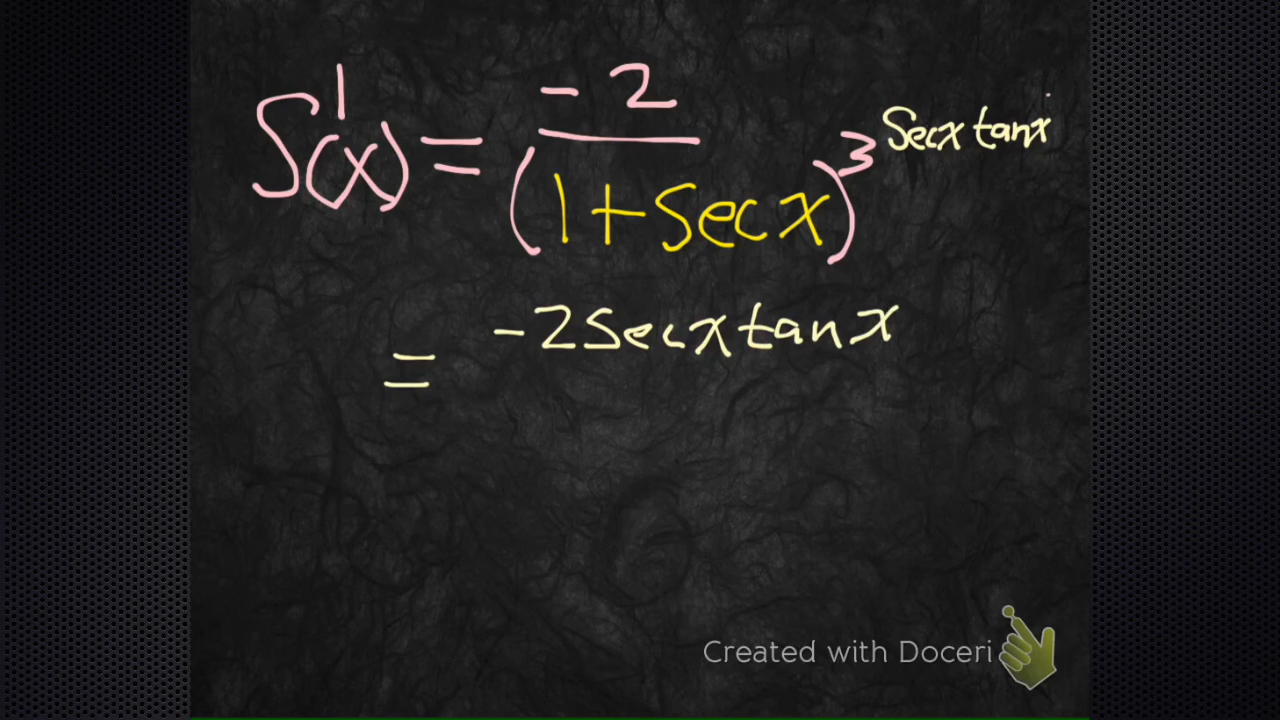 S'(x) = -2 / (1+secx)^3 secx tanx
= -2secxtanx
Created with Doceri